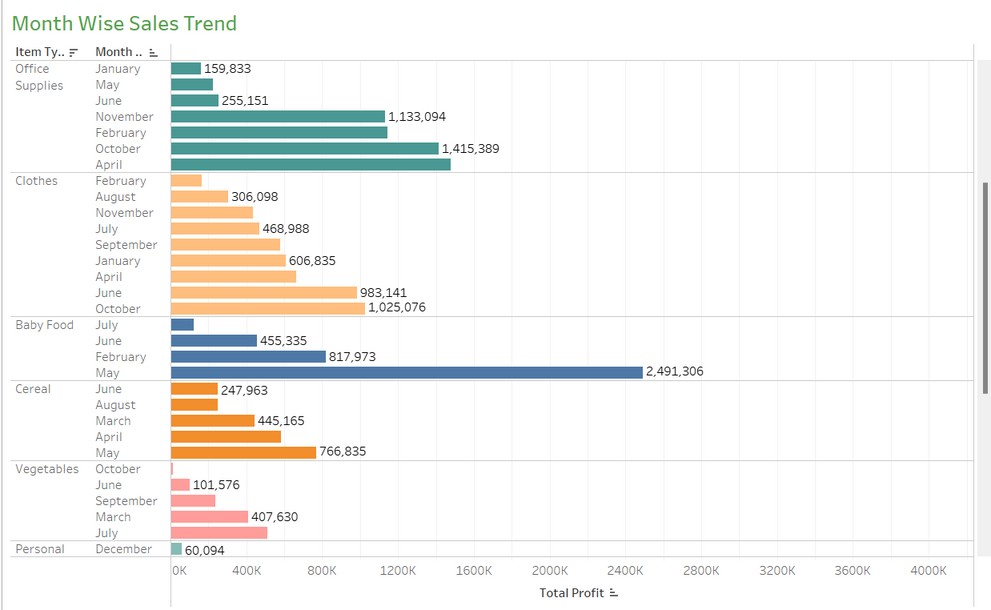 Month Wise Sales Trend
Item Ty.. Month ..
Office Supplies January 159,833
May
June 255,151
November 1,133,094
February
October 1,415,389
April
Clothes February
August 306,098
November
July 468,988
September
January 606,835
April
June 983,141
October 1,025,076
Baby Food July
June 455,335
February 817,973
May 2,491,306
Cereal June 247,963
August
March 445,165
April
May 766,835
Vegetables October
June 101,576
September
March 407,630
July
Personal December 60,094
0K 400K 800K 1200K 1600K 2000K 2400K 2800K 3200K 3600K 4000K
Total Profit